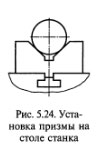 Рис. 5.24. Уста-
новка призмы на
столе станка